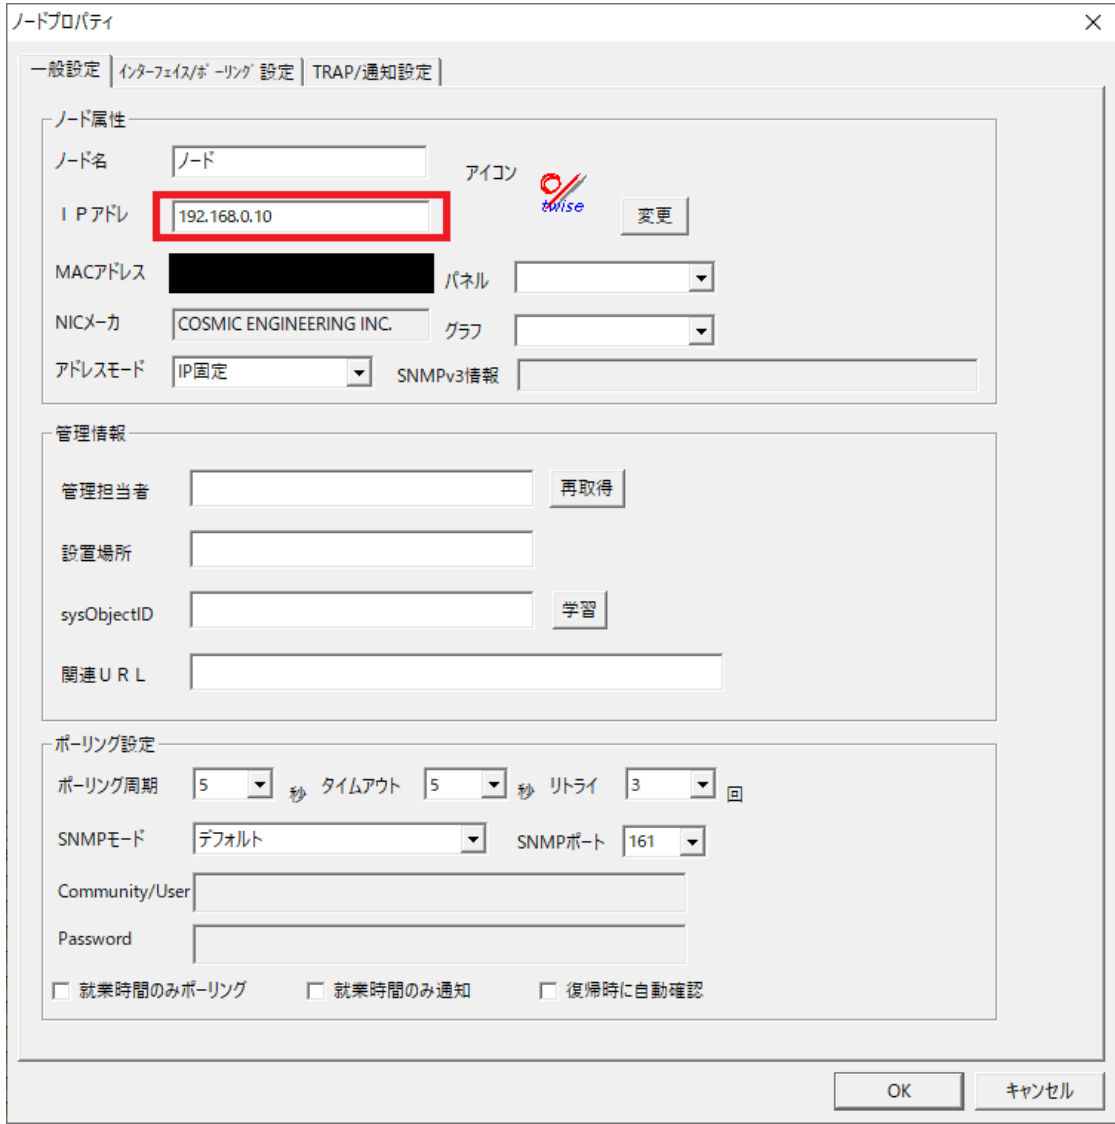 ノードプロパティ
一般設定 インターフェイス/ポーリング 設定 TRAP/通知設定
ノード属性
ノード名 ノード アイコン
twise
ＩＰアドレ 192.168.0.10 変更
MACアドレス パネル
NICメーカ COSMIC ENGINEERING INC. グラフ
アドレスモード IP固定 SNMPv3情報
管理情報
管理担当者 再取得
設置場所
sysObjectID 学習
関連ＵＲＬ
ポーリング設定
ポーリング周期 5 秒 タイムアウト 5 秒 リトライ 3 回
SNMPモード デフォルト SNMPポート 161
Community/User
Password
就業時間のみポーリング 就業時間のみ通知 復帰時に自動確認
OK キャンセル